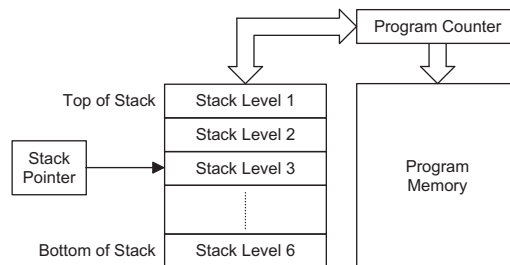 Program Counter
Top of Stack
Stack Level 1
Stack Level 2
Stack
Pointer
Stack Level 3
Program
Memory
Bottom of Stack
Stack Level 6